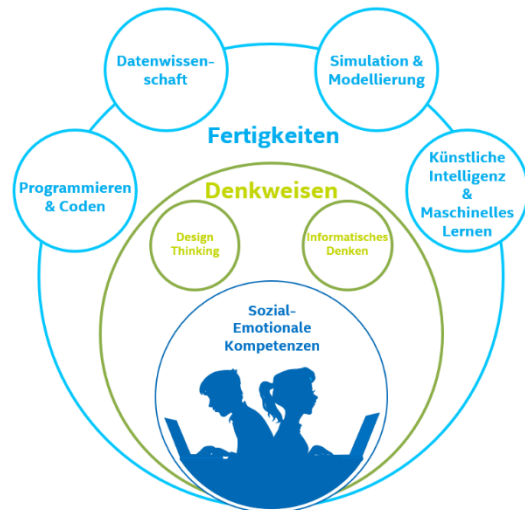 Datenwissen-
schaft
Simulation &
Modellierung
Fertigkeiten
Programmieren
& Coden
Künstliche
Intelligenz
&
Maschinelles
Lernen
Denkweisen
Design
Thinking
Informatisches
Denken
Sozial-
Emotionale
Kompetenzen